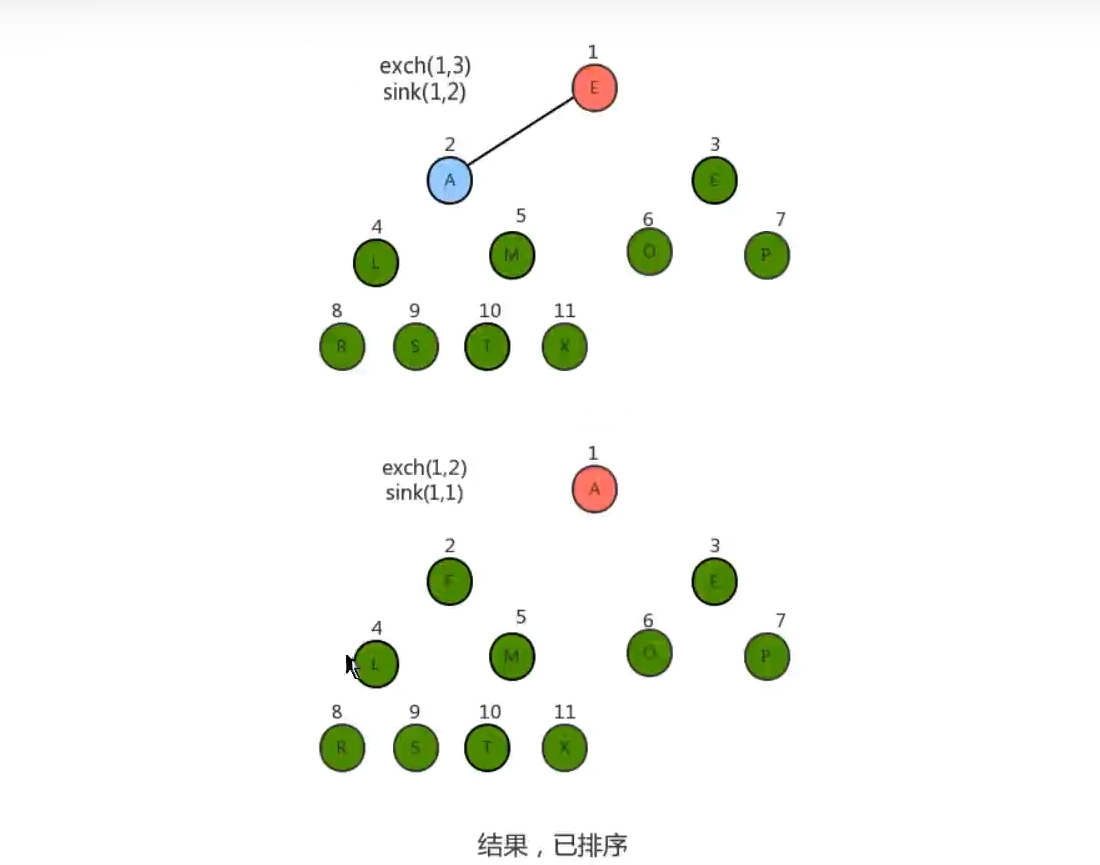 1
exch(1,3)
sink(1,2)
E
2
3
A
4
5
6
7
L
M
O
P
8
9
10
11
S
T
X
1
exch(1,2)
sink(1,1)
A
2
3
E
4
5
6
7
L
M
O
P
8
9
10
11
R
S
T
X
结果，已排序